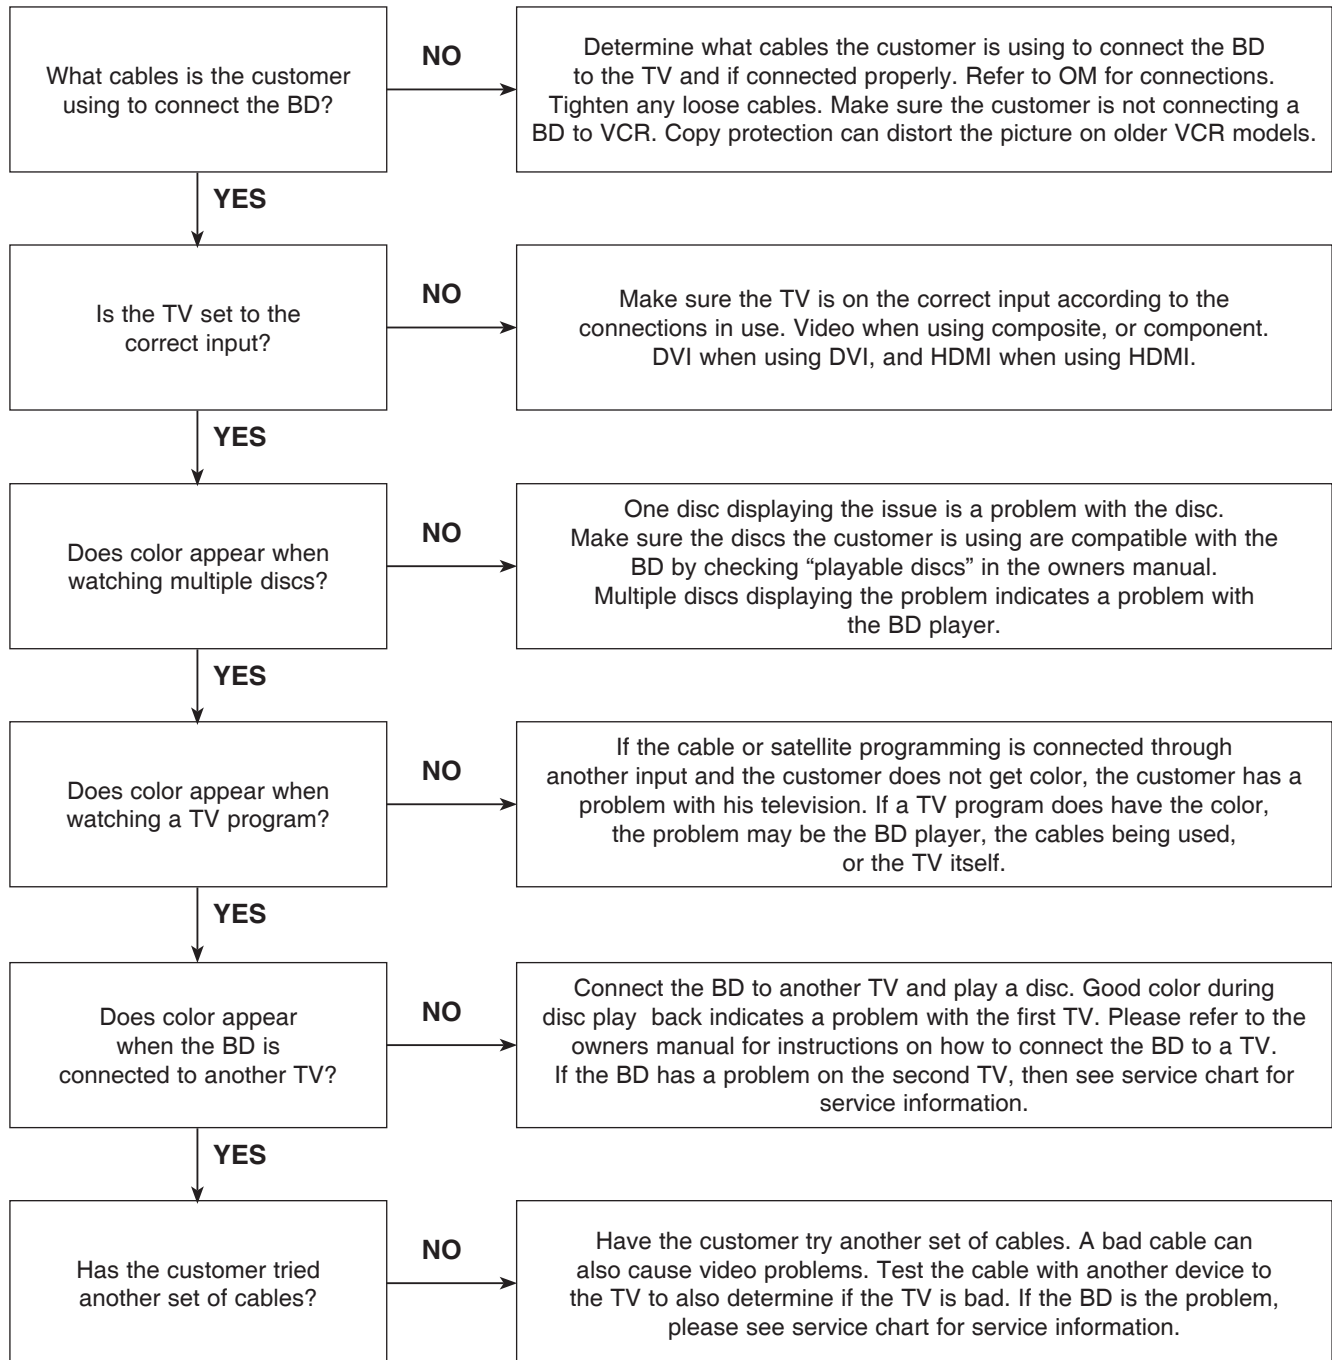 What cables is the customer
using to connect the BD?
NO
Determine what cables the customer is using to connect the BD
to the TV and if connected properly. Refer to OM for connections.
Tighten any loose cables. Make sure the customer is not connecting a
BD to VCR. Copy protection can distort the picture on older VCR models.
YES
Is the TV set to the
correct input?
NO
Make sure the TV is on the correct input according to the
connections in use. Video when using composite, or component.
DVI when using DVI, and HDMI when using HDMI.
YES
Does color appear when
watching multiple discs?
NO
One disc displaying the issue is a problem with the disc.
Make sure the discs the customer is using are compatible with the
BD by checking “playable discs” in the owners manual.
Multiple discs displaying the problem indicates a problem with
the BD player.
YES
Does color appear when
watching a TV program?
NO
If the cable or satellite programming is connected through
another input and the customer does not get color, the customer has a
problem with his television. If a TV program does have the color,
the problem may be the BD player, the cables being used,
or the TV itself.
YES
Does color appear
when the BD is
connected to another TV?
NO
Connect the BD to another TV and play a disc. Good color during
disc play  back indicates a problem with the first TV. Please refer to the
owners manual for instructions on how to connect the BD to a TV.
If the BD has a problem on the second TV, then see service chart for
service information.
YES
Has the customer tried
another set of cables?
NO
Have the customer try another set of cables. A bad cable can
also cause video problems. Test the cable with another device to
the TV to also determine if the TV is bad. If the BD is the problem,
please see service chart for service information.